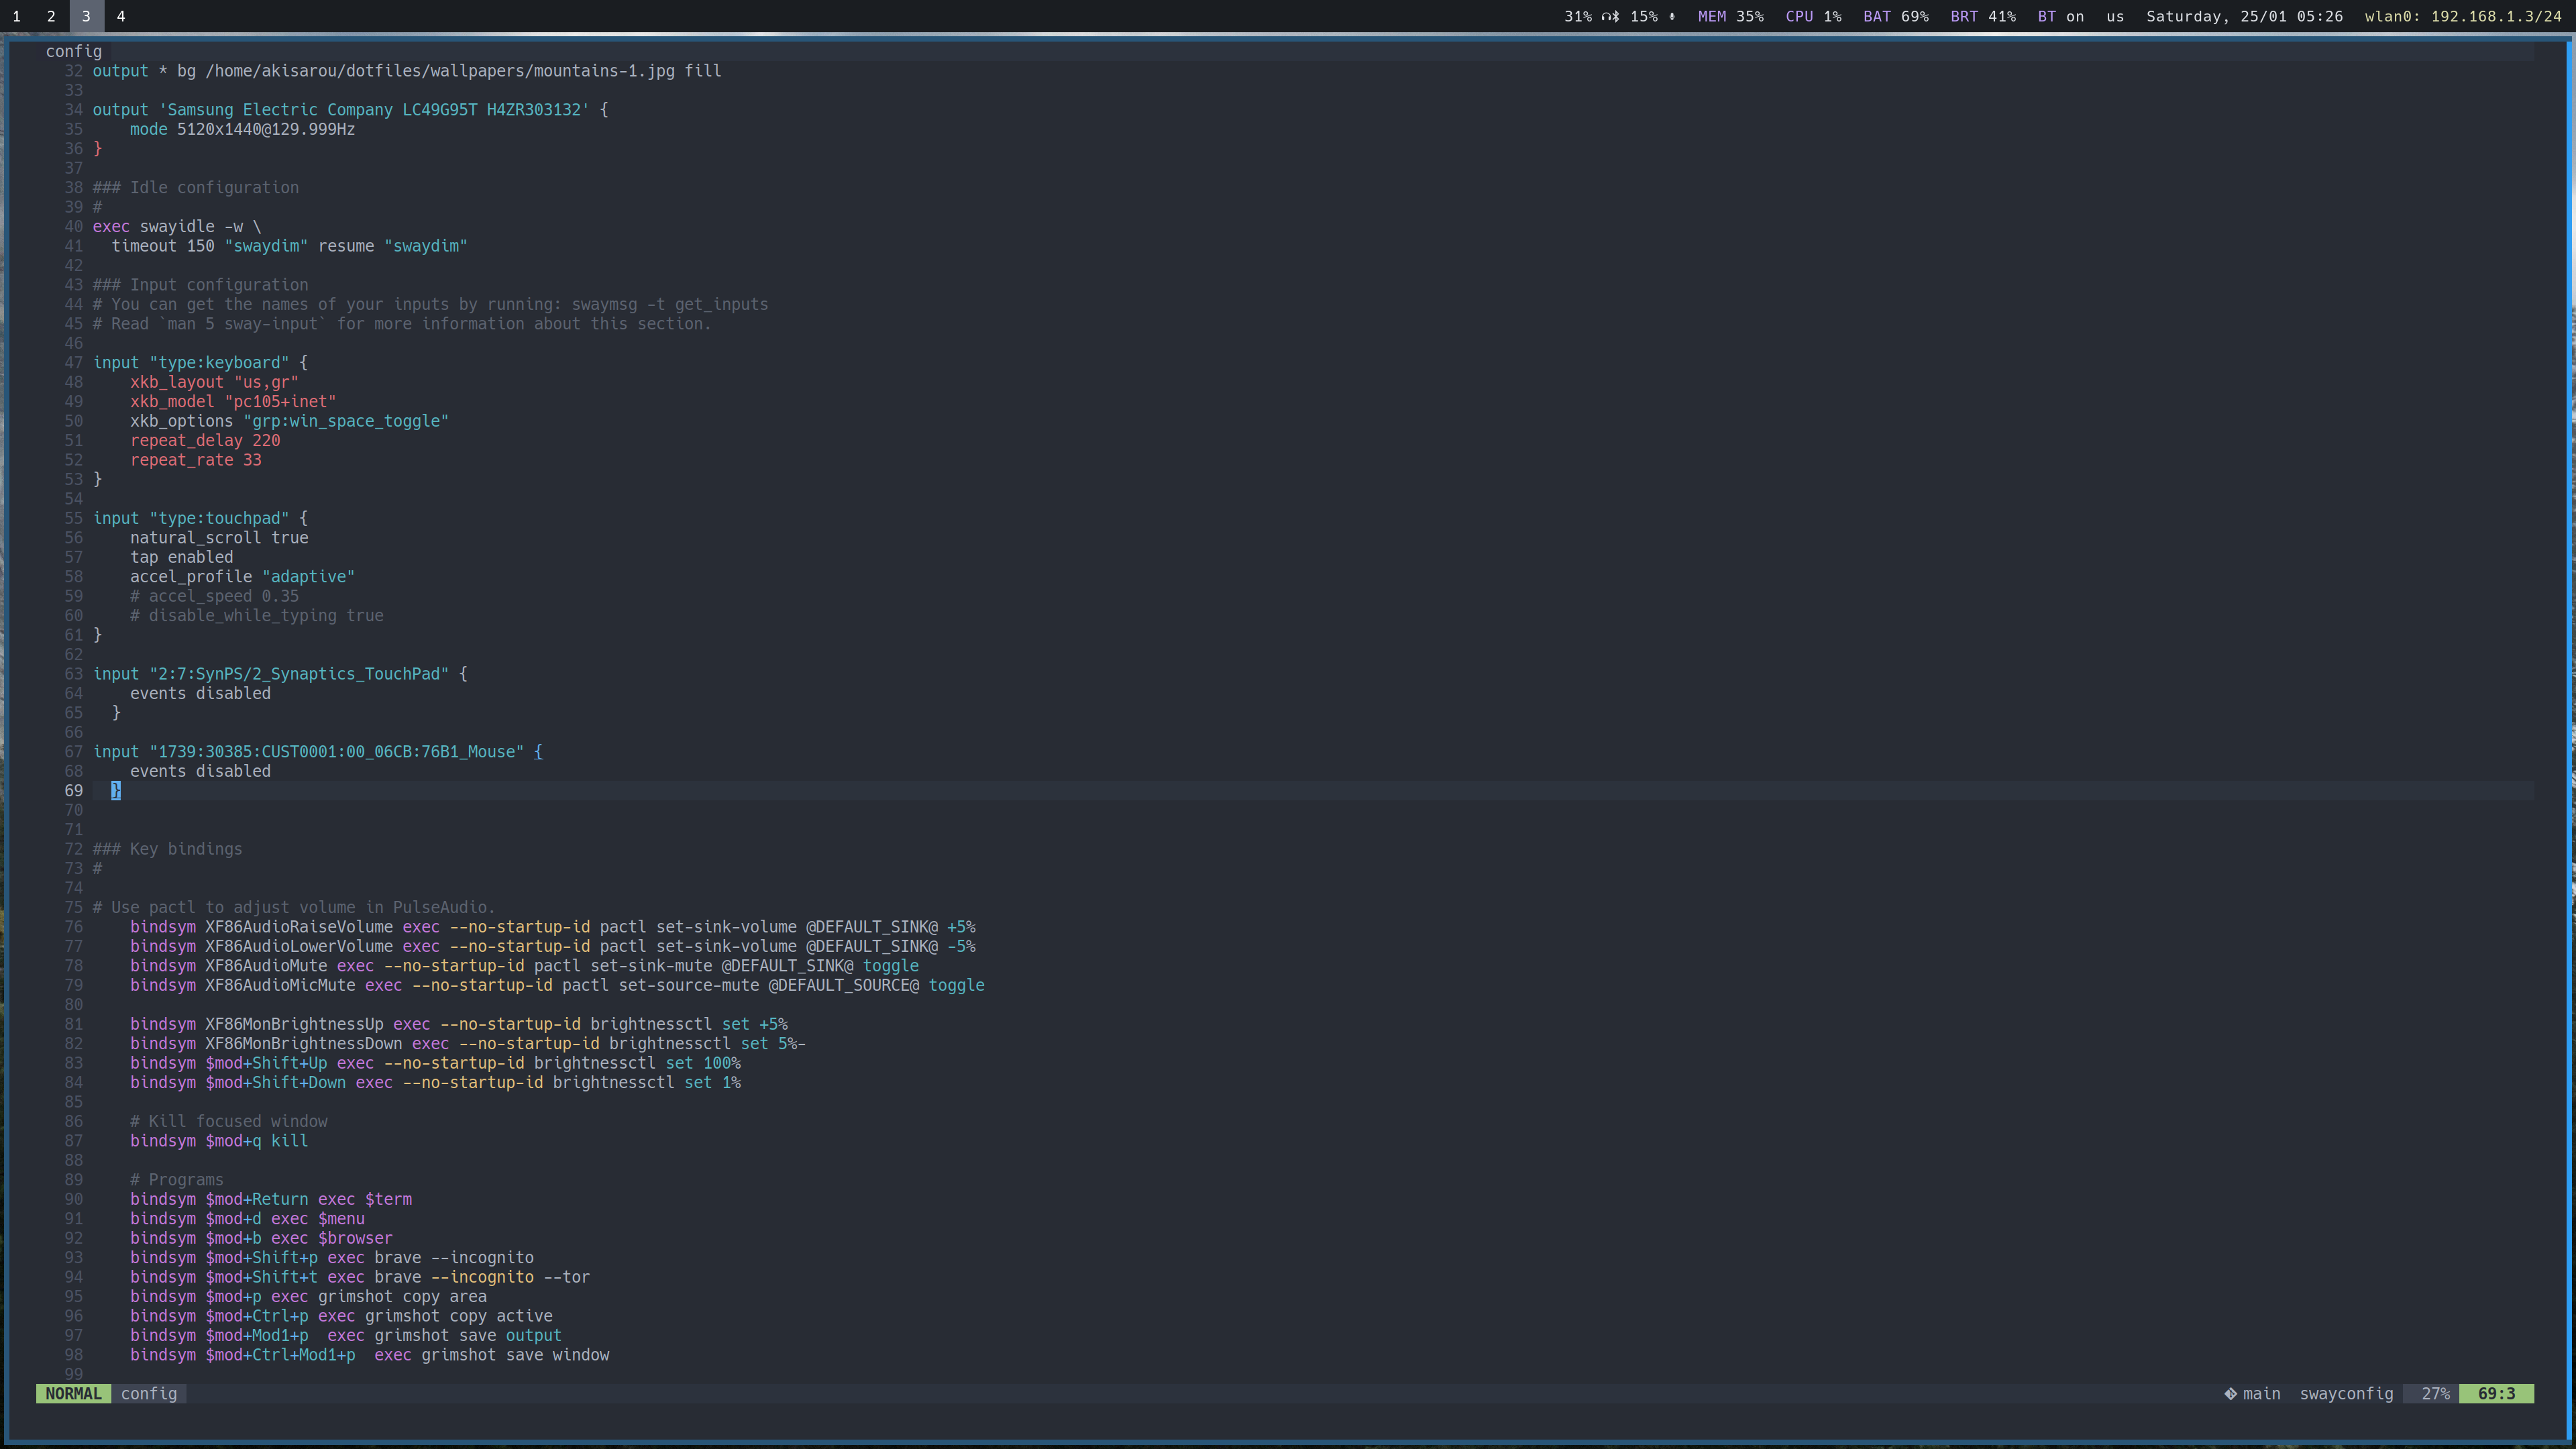 1 2 3 4 31% 15% MEM 35% CPU 1% BAT 69% BRT 41% BT on us Saturday, 25/01 05:26 wlan0: 192.168.1.3/24
config
32 output * bg /home/akisarou/dotfiles/wallpapers/mountains-1.jpg fill
33
34 output 'Samsung Electric Company LC49G95T H4ZR303132' {
35     mode 5120x1440@129.999Hz
36 }
37
38 ### Idle configuration
39 #
40 exec swayidle -w \
41   timeout 150 "swaydim" resume "swaydim"
42
43 ### Input configuration
44 # You can get the names of your inputs by running: swaymsg -t get_inputs
45 # Read `man 5 sway-input` for more information about this section.
46
47 input "type:keyboard" {
48     xkb_layout "us,gr"
49     xkb_model "pc105+inet"
50     xkb_options "grp:win_space_toggle"
51     repeat_delay 220
52     repeat_rate 33
53 }
54
55 input "type:touchpad" {
56     natural_scroll true
57     tap enabled
58     accel_profile "adaptive"
59     # accel_speed 0.35
60     # disable_while_typing true
61 }
62
63 input "2:7:SynPS/2_Synaptics_TouchPad" {
64     events disabled
65   }
66
67 input "1739:30385:CUST0001:00_06CB:76B1_Mouse" {
68     events disabled
69   }
70
71
72 ### Key bindings
73 #
74
75 # Use pactl to adjust volume in PulseAudio.
76     bindsym XF86AudioRaiseVolume exec --no-startup-id pactl set-sink-volume @DEFAULT_SINK@ +5%
77     bindsym XF86AudioLowerVolume exec --no-startup-id pactl set-sink-volume @DEFAULT_SINK@ -5%
78     bindsym XF86AudioMute exec --no-startup-id pactl set-sink-mute @DEFAULT_SINK@ toggle
79     bindsym XF86AudioMicMute exec --no-startup-id pactl set-source-mute @DEFAULT_SOURCE@ toggle
80
81     bindsym XF86MonBrightnessUp exec --no-startup-id brightnessctl set +5%
82     bindsym XF86MonBrightnessDown exec --no-startup-id brightnessctl set 5%-
83     bindsym $mod+Shift+Up exec --no-startup-id brightnessctl set 100%
84     bindsym $mod+Shift+Down exec --no-startup-id brightnessctl set 1%
85
86     # Kill focused window
87     bindsym $mod+q kill
88
89     # Programs
90     bindsym $mod+Return exec $term
91     bindsym $mod+d exec $menu
92     bindsym $mod+b exec $browser
93     bindsym $mod+Shift+p exec brave --incognito
94     bindsym $mod+Shift+t exec brave --incognito --tor
95     bindsym $mod+p exec grimshot copy area
96     bindsym $mod+Ctrl+p exec grimshot copy active
97     bindsym $mod+Mod1+p  exec grimshot save output
98     bindsym $mod+Ctrl+Mod1+p  exec grimshot save window
99
NORMAL config main swayconfig 27% 69:3